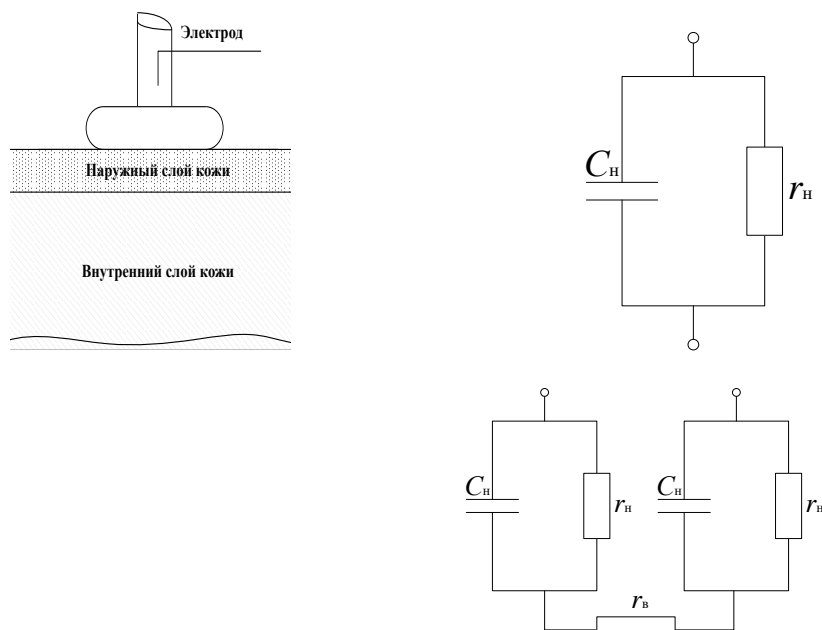 Электрод
Наружный слой кожи
Внутренний слой кожи
Cн
rн
Cн
rн
Cн
rн
rв